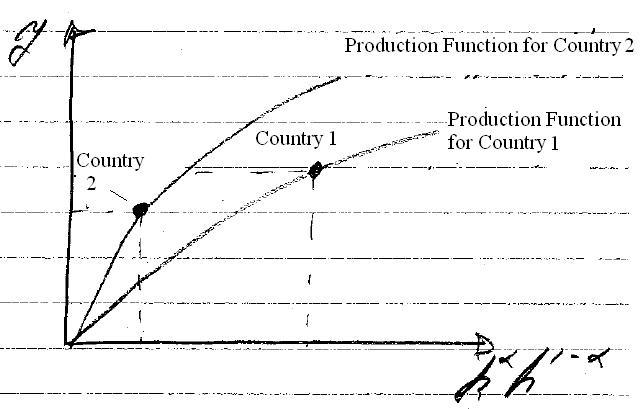 y
Production Function for Country 2
Production Function
for Country 1
Country 1
Country
2
k^α h^1-α